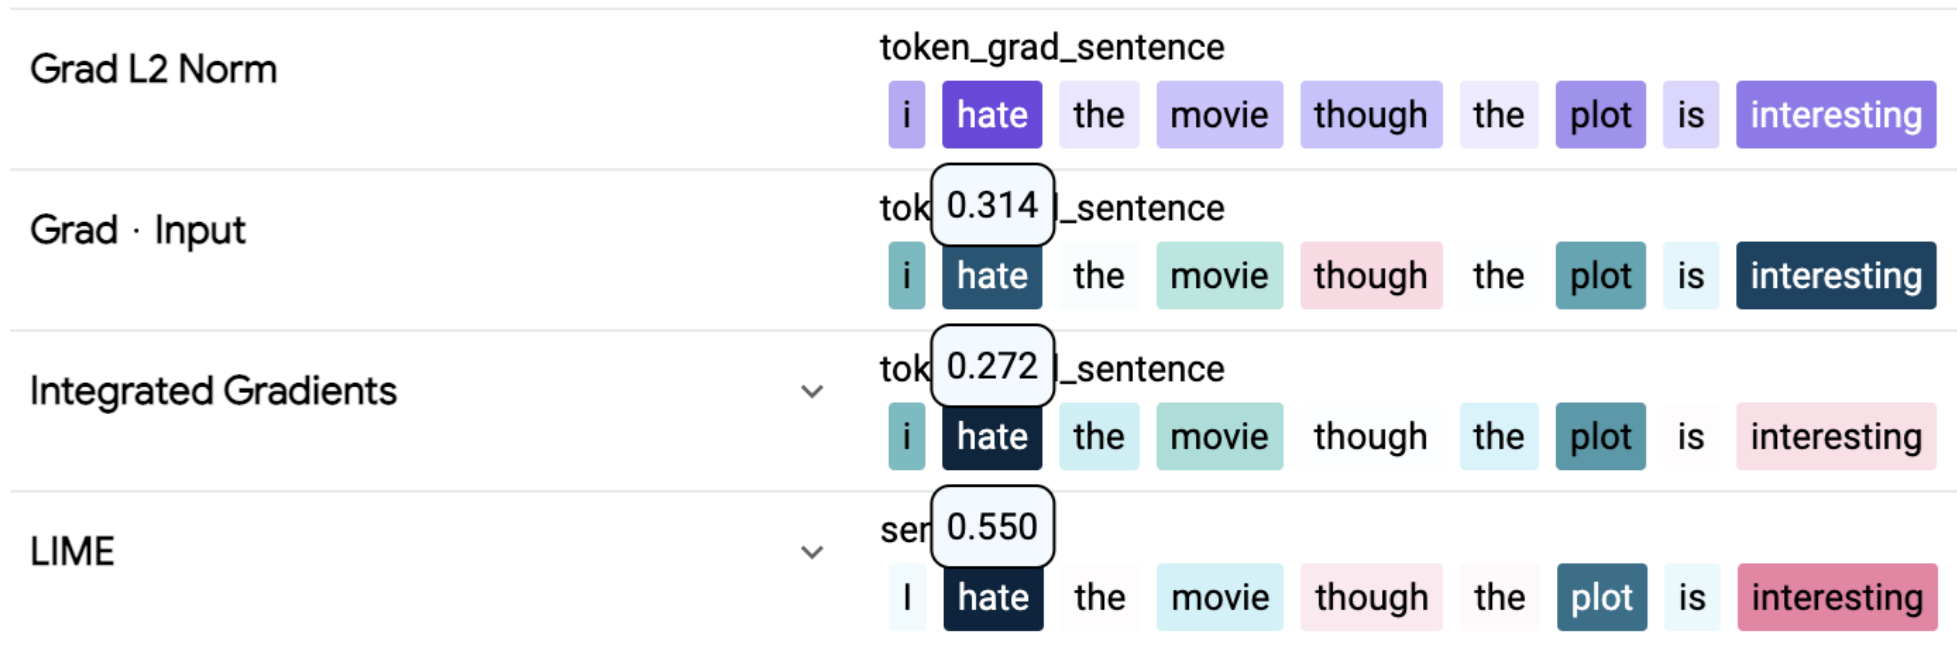 Grad L2 Norm
token_grad_sentence
i hate the movie though the plot is interesting
Grad · Input
tok 0.314 l_sentence
i hate the movie though the plot is interesting
Integrated Gradients
tok 0.272 l_sentence
i hate the movie though the plot is interesting
LIME
ser 0.550
I hate the movie though the plot is interesting